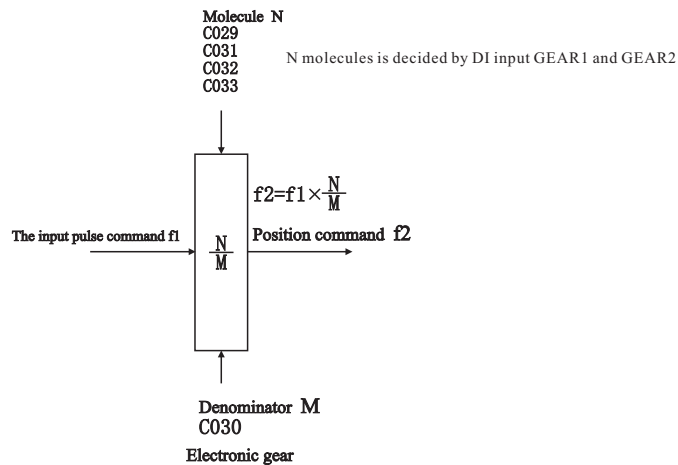 Molecule N
C029
C031
C032
C033
N molecules is decided by DI input GEAR1 and GEAR2
f2=f1×N/M
The input pulse command f1
N/M
Position command f2
Denominator M
C030
Electronic gear